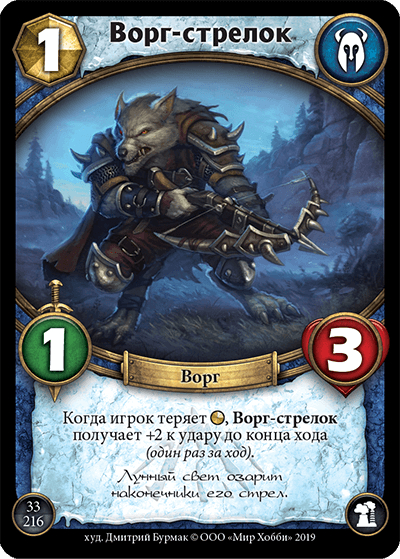 1
Ворг-стрелок
1
3
Ворг
Когда игрок теряет , Ворг-стрелок
получает +2 к удару до конца хода
(один раз за ход).
Лунный свет озарит
наконечники его стрел.
33
216
худ. Дмитрий Бурмак © ООО «Мир Хобби» 2019